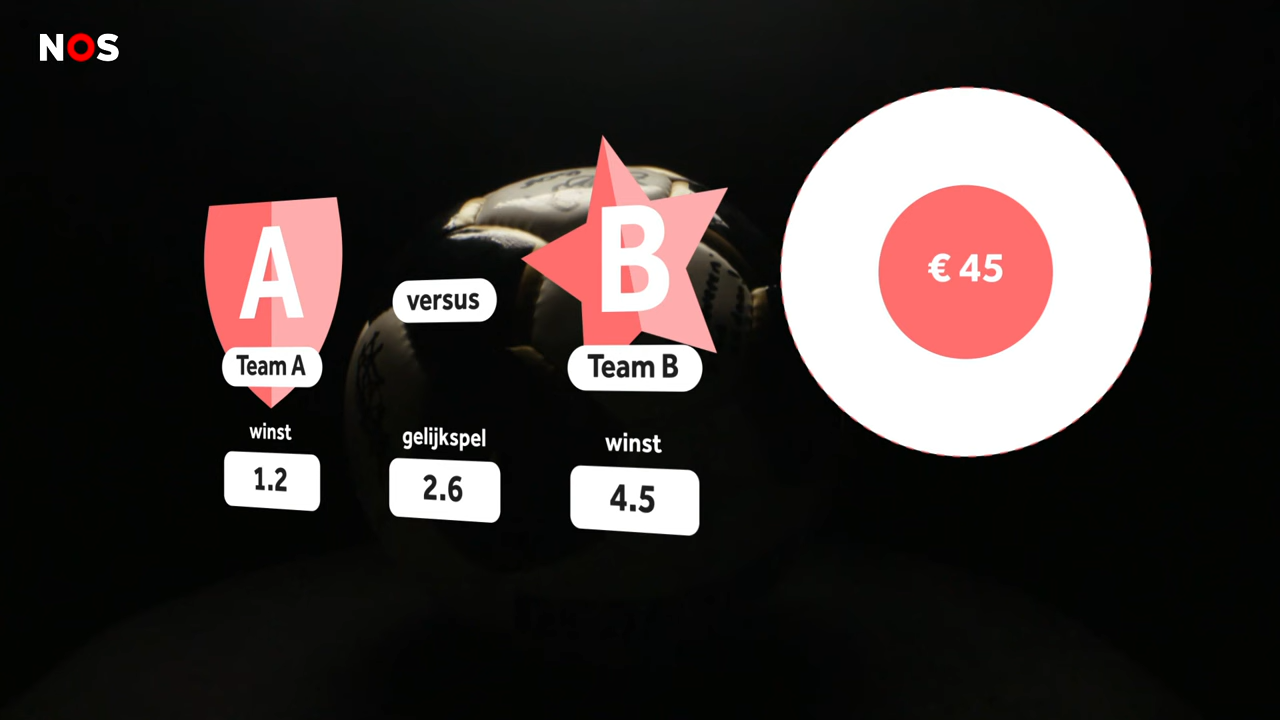 NOS
A
B
versus
Team A
Team B
winst
gelijkspel
winst
1.2
2.6
4.5
€ 45